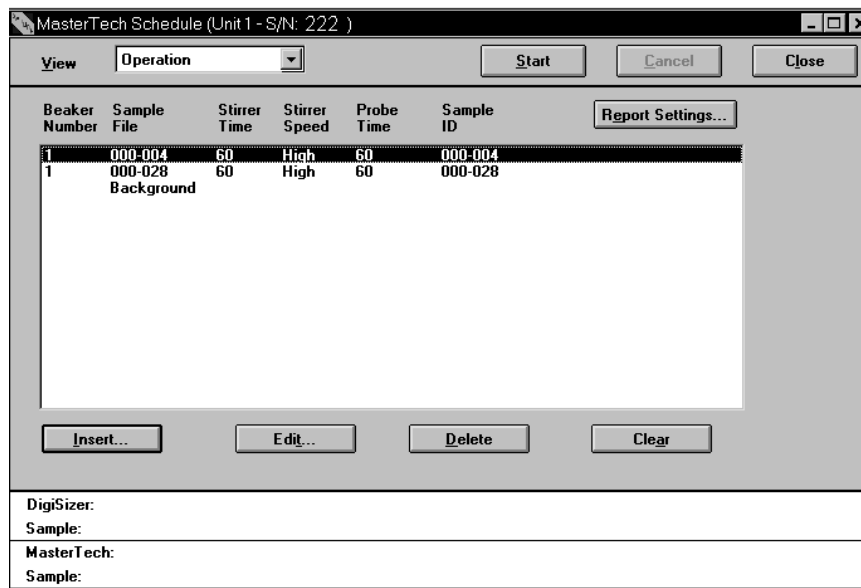 MasterTech Schedule (Unit 1 - S/N: 222 )
View Operation Start Cancel Close
Beaker Number Sample File Stirrer Time Stirrer Speed Probe Time Sample ID Report Settings...
1 000-004 60 High 60 000-004
1 000-028 60 High 60 000-028
Background
Insert... Edit... Delete Clear
DigiSizer:
Sample:
MasterTech:
Sample: